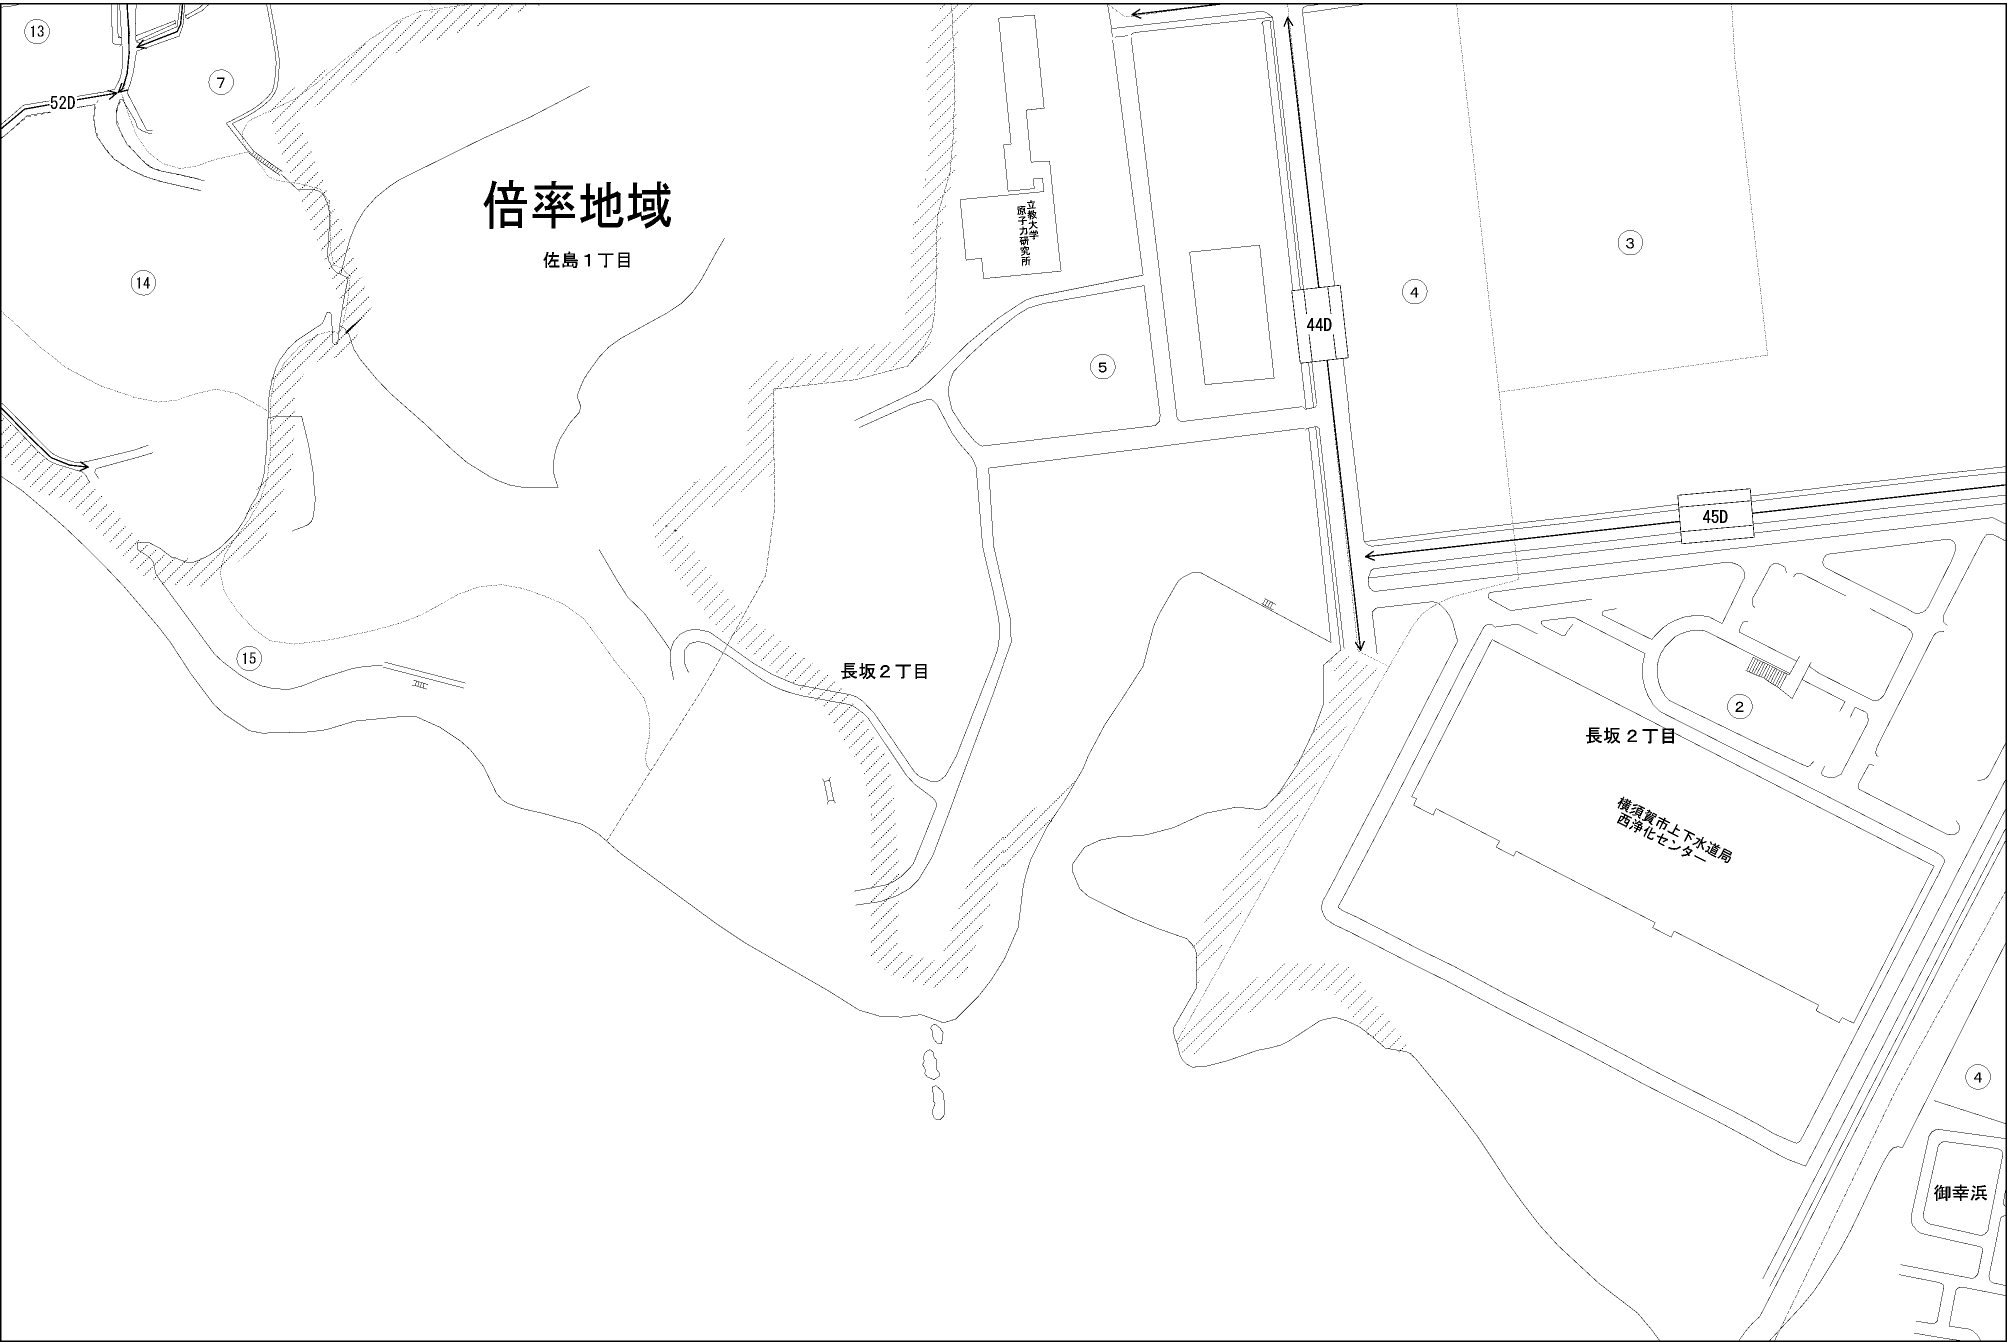 13
7
52D
倍率地域
佐島1丁目
立教大学
原子力研究所
14
3
4
44D
5
45D
15
長坂2丁目
2
長坂2丁目
横須賀市上下水道局
西浄化センター
4
御幸浜